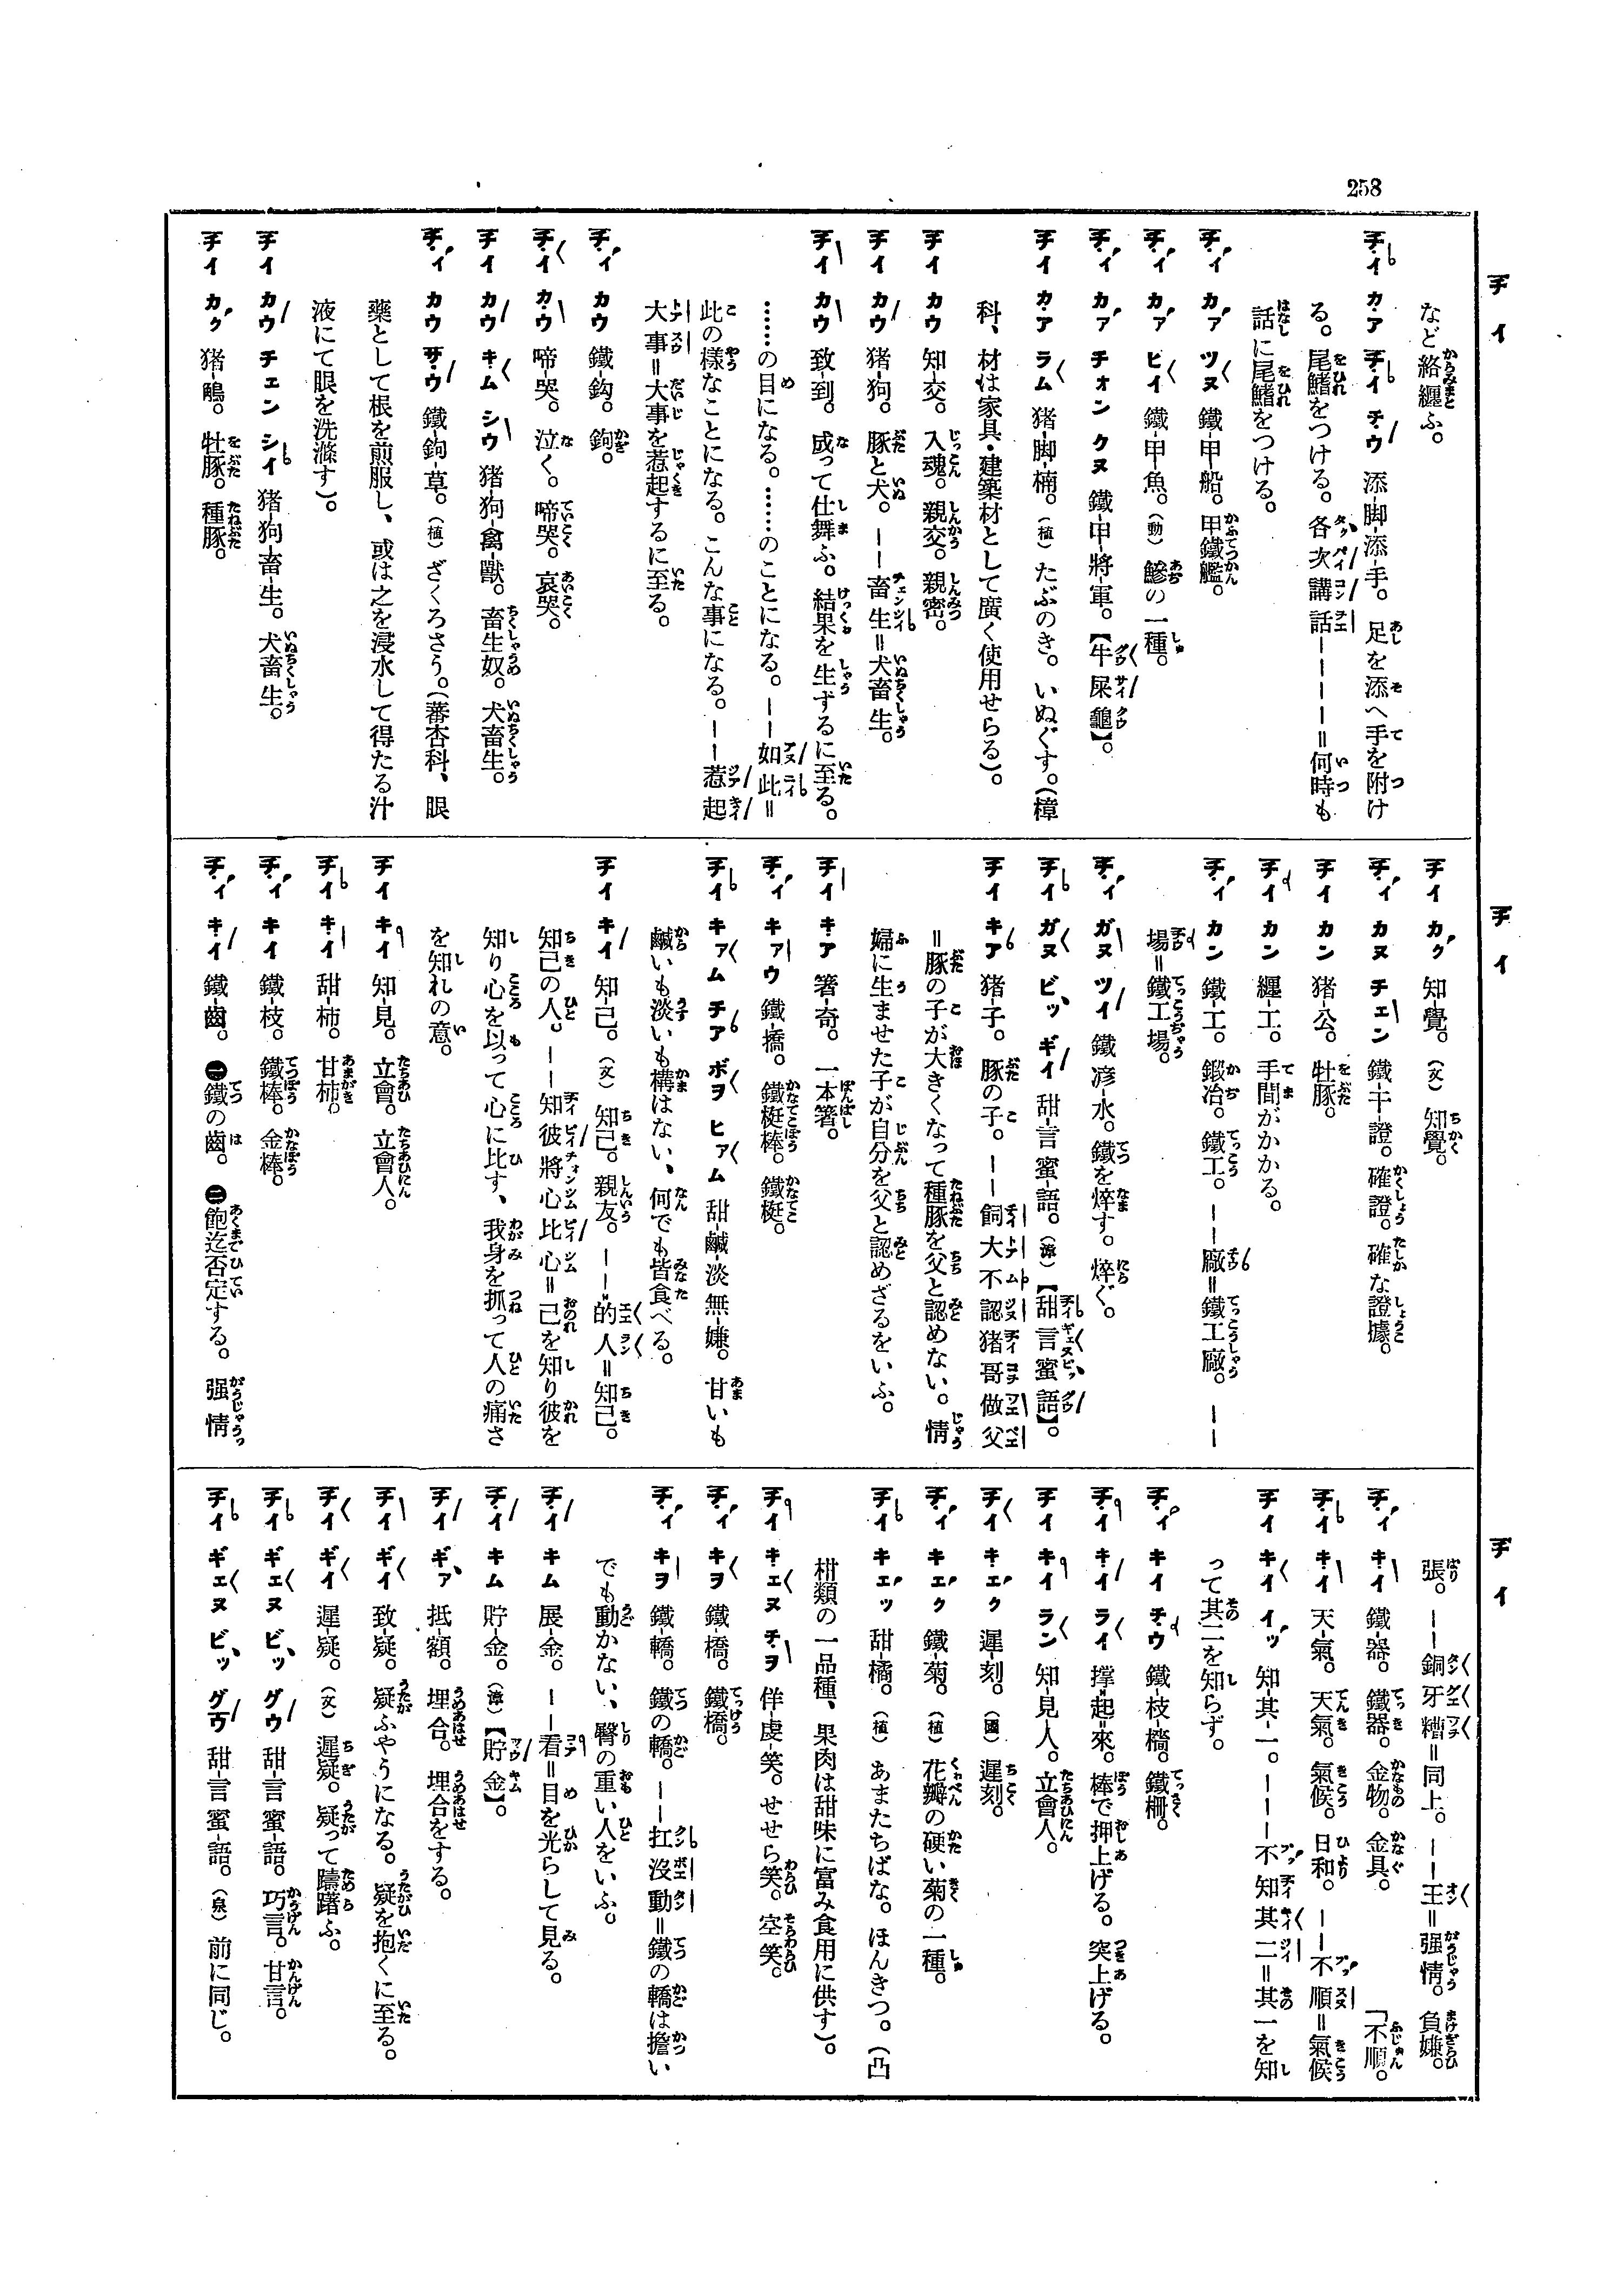 258
チイ
チイ
チイ
など絡纏ふ。
チイ カア チイ チウ 添-脚-添-手。足を添へ手を附け
る。尾鰭をつける。各次講話————=何時も
話に尾鰭をつける。
チイ カア ツヌ 鐵-甲船。甲鐵艦。
チイ カア ビイ 鐵-甲魚。(動)鯵の一種。
チイ カア チオン クヌ 鐵-甲-將-軍。【牛屎龜】。
チイ カア ラム 猪-脚-楠。(植)たぶのき。いぬぐす。(樟
科、材は家具・建築材として廣く使用せらる)。
チイ カウ 知-交。入魂。親交。親密。
チイ カウ 猪-狗。豚と犬。——畜生=犬畜生。
チイ カウ 致-到。成って仕舞ふ。結果を生ずるに至る。
……の目になる。……のことになる。——如此=
此の樣なことになる。こんな事になる。——惹起
大事=大事を惹起するに至る。
チイ カウ 鐵-鈎。鉤。
チイ カウ 啼-哭。泣く。啼哭。哀哭。
チイ カウ キム シウ 猪-狗-禽-獸。畜生奴。犬畜生。
チイ カウ サウ 鐵-鉤-草。(植)ざくろさう。(蕃杏科、眼
藥として根を煎服し、或は之を浸水して得たる汁
液にて眼を洗滌す)。
チイ カウ チエン シイ 猪-狗-畜-生。犬畜生。
チイ カク 猪-鵤。牡豚。種豚。
チイ カク 知-覺。(文)知覺。
チイ カヌ チエン 鐵-干-證。確證。確な證據。
チイ カン 猪-公。牡豚。
チイ カン 纒-工。手間がかかる。
チイ カン 鐵-工。鍛冶。鐵工。——廠=鐵工廠。——
場=鐵工場。
チイ ガヌ ツイ 鐵-水。鐵を焠す。焠ぐ。
チイ ガヌ ビッ ギイ 甜-言-蜜-語。(漳)【甜言蜜語】。
チイ キア 猪-子。豚の子。——飼大不認猪哥做父
=豚の子が大きくなって種豚を父と認めない。情
婦に生ませた子が自分を父と認めざるをいふ。
チイ キア 箸-奇。一本箸。
チイ キアウ 鐵-撬。鐵梃棒。鐵梃。
チイ キアム チア ボヲ ヒアム 甜-鹹-淡-無-嫌。甘いも
鹹いも淡いも構はない、何でも皆食べる。
チイ キイ 知-己。(文)知己。親友。——的人=知己。
知己の人。——知彼將心比心=己を知り彼を
知り心を以って心に比す、我身を抓って人の痛さ
を知れの意。
チイ キイ 知-見。立會。立會人。
チイ キイ 甜-柿。甘柿。
チイ キイ 鐵-枝。鐵棒。金棒。
チイ キイ 鐵-齒。㊀鐵の齒。㊁飽迄否定する。强情
張。——銅牙糟=同上。——王=强情。負嫌。
チイ キイ 鐵-器。鐵器。金物。金具。「不順。
チイ キイ 天-氣。天氣。氣候。日和。——不順=氣候
チイ キイ イッ 知-其-一。———不知其二=其一を知
って其二を知らず。
チイ キイ チウ 鐵-枝-檣。鐵柵。
チイ キイ ライ 撑-起=來。棒で押上げる。突上げる。
チイ キイ ラン 知-見人。立會人。
チイ キエク 遲-刻。(國)遲刻。
チイ キエク 鐵-菊。(植)花瓣の硬い菊の一種。
チイ キエッ 甜-橘。(植)あまたちばな。ほんきつ。(凸
柑類の一品種、果肉は甜味に富み食用に供す)。
チイ キエヌ チヲ 伴-虔-笑。せせら笑。空笑。
チイ キヲ 鐵-橋。鐵橋。
チイ キヲ 鐵-轎。鐵の轎。——扛沒動=鐵の轎は擔い
でも動かない、臀の重い人をいふ。
チイ キム 展-金。——看=目を光らして見る。
チイ キム 貯-金。(漳)【貯金】。
チイ ギア 抵-額。埋合。埋合をする。
チイ ギイ 致-疑。疑ふやうになる。疑を抱くに至る。
チイ ギイ 遲-疑。(文)遲疑。疑って躊躇ふ。
チイ ギエヌ ビッ グウ 甜-言-蜜-語。巧言。甘言。
チイ ギエヌ ビッ グウ 甜-言-蜜-語。(泉)前に同じ。